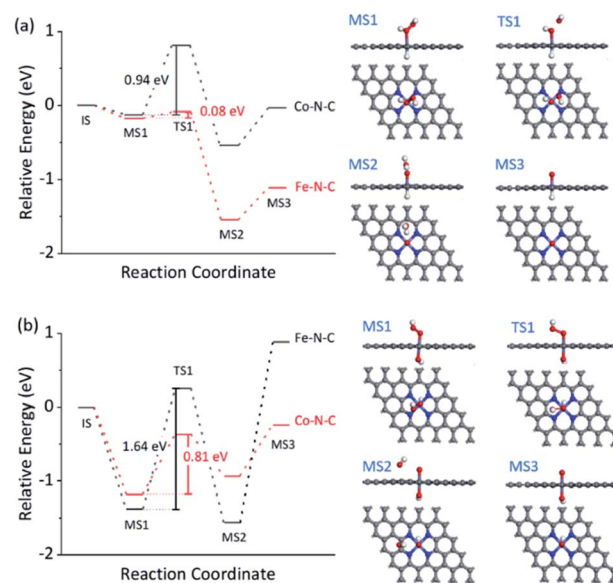 (a)
Relative Energy (eV)
1
0
-1
-2
IS
MS1
TS1
MS2
MS3
0.94 eV
0.08 eV
Co-N-C
Fe-N-C
Reaction Coordinate
MS1
TS1
MS2
MS3
(b)
Relative Energy (eV)
1
0
-1
-2
IS
MS1
TS1
MS2
MS3
1.64 eV
0.81 eV
Fe-N-C
Co-N-C
Reaction Coordinate
MS1
TS1
MS2
MS3